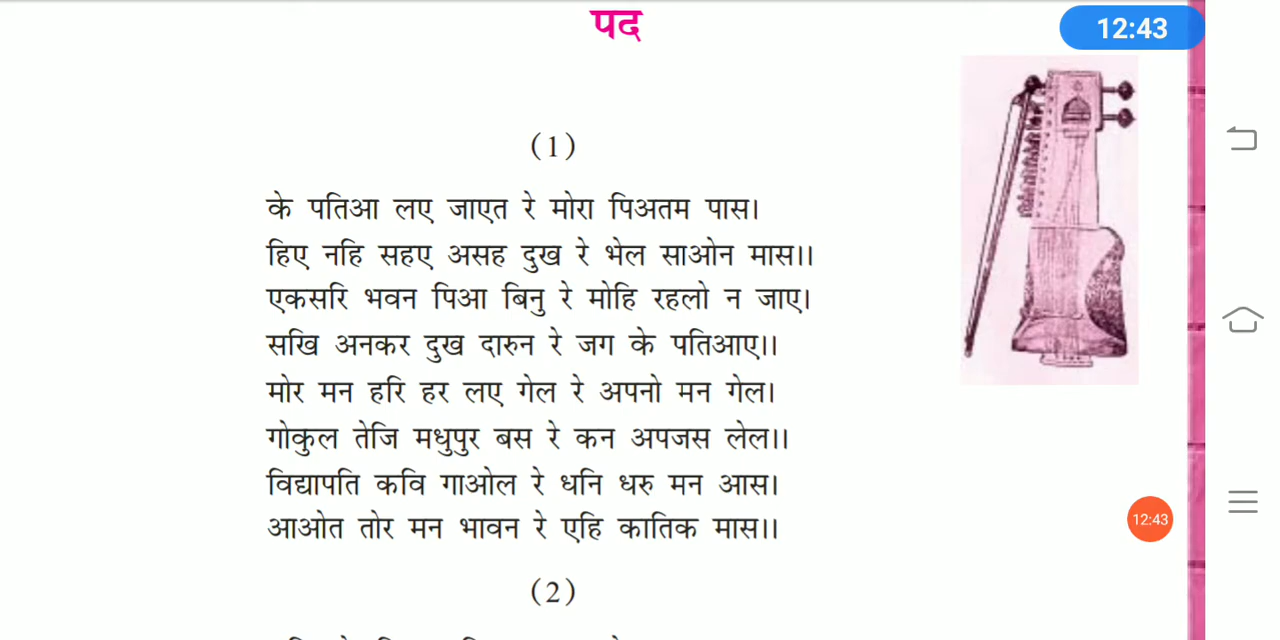 पद
12:43
(1)
के पतिआ लए जाएत रे मोरा पिअतम पास।
हिए नहि सहए असह दुख रे भेल साओन मास।।
एकसरि भवन पिआ बिनु रे मोहि रहलो न जाए।
सखि अनकर दुख दारुन रे जग के पतिआए।।
मोर मन हरि हर लए गेल रे अपनो मन गेल।
गोकुल तेजि मधुपुर बस रे कन अपजस लेल।।
विद्यापति कवि गाओल रे धनि धरु मन आस।
आओत तोर मन भावन रे एहि कातिक मास।।
12:43
(2)